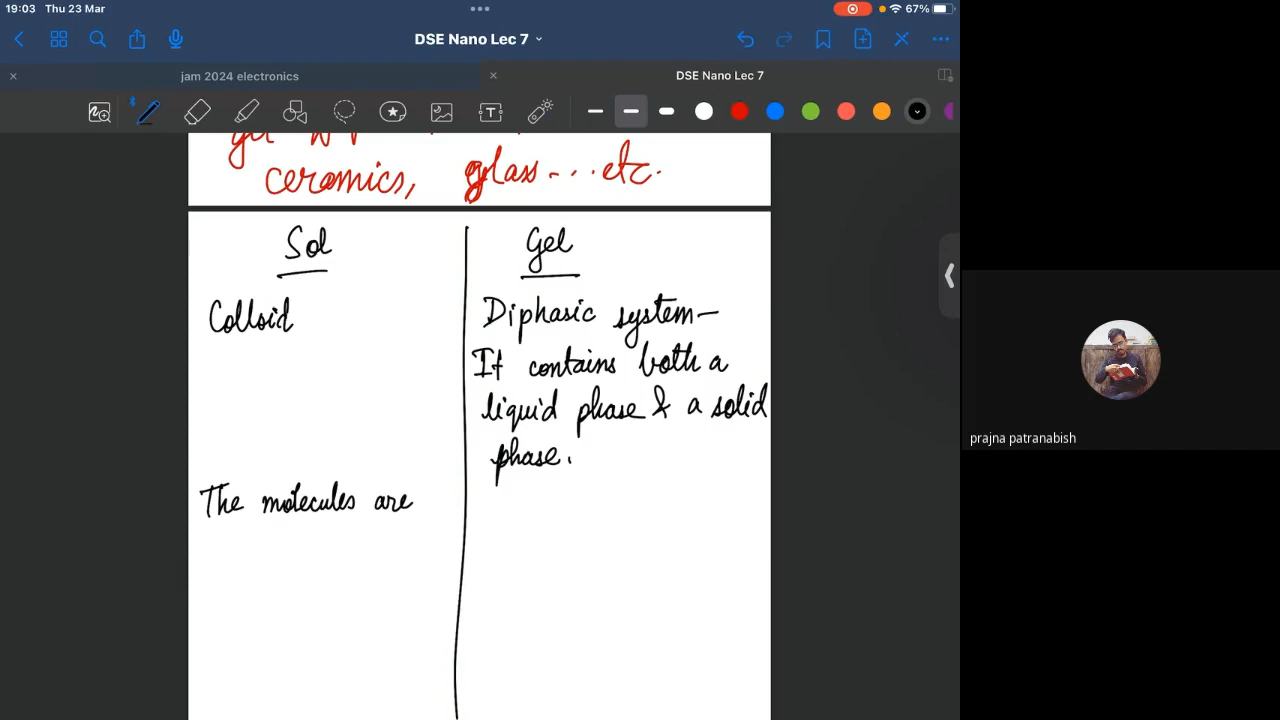 19:03 Thu 23 Mar
67%
DSE Nano Lec 7
jam 2024 electronics
DSE Nano Lec 7
ceramics, glass... etc.
Sol
Gel
Colloid
Diphasic system-
It contains both a
liquid phase & a solid
phase.
The molecules are
prajna patranabish